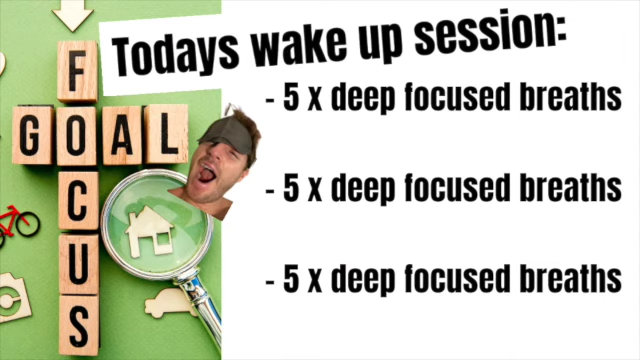 Todays wake up session:
- 5 x deep focused breaths
- 5 x deep focused breaths
- 5 x deep focused breaths
FOCUS
GOAL